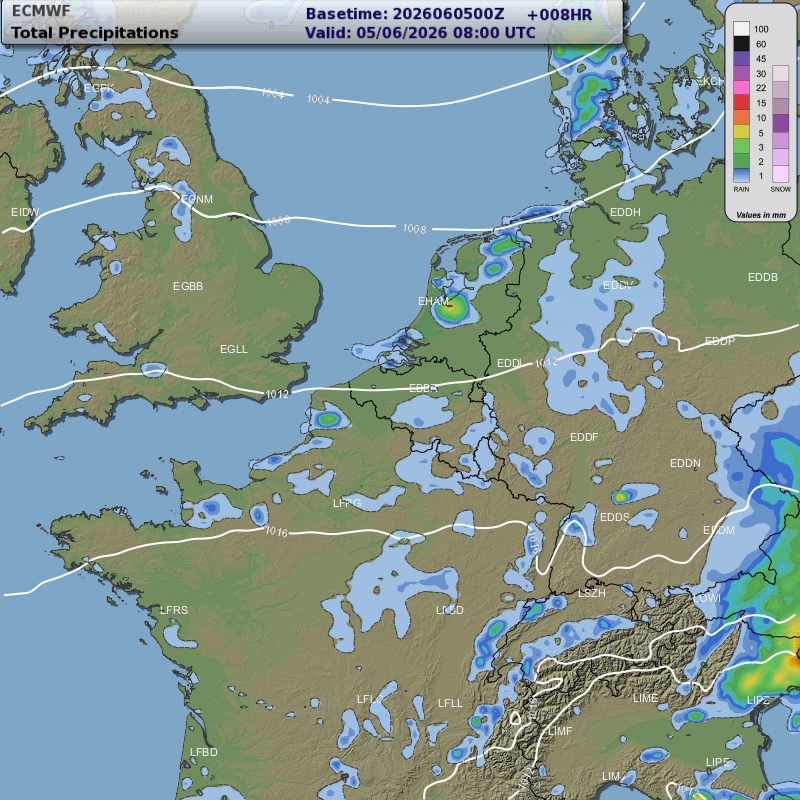 ECMWF
Basetime: 2026060500Z +008HR
Total Precipitations
Valid: 05/06/2026 08:00 UTC
100
60
45
30
22
15
10
5
3
2
1
RAIN
SNOW
Values in mm
1004
1004
EIDW
EGNM
EDDH
1008
1008
EGBB
EDDV
EDDB
EHAM
EGLL
EDDP
EDDL
1012
1012
EBBR
EDDF
EDDN
LFPG
EDDS
1016
EDDM
1016
LSZH
LOWI
LFRS
LFSD
LFLL
LIME
LIPZ
LIMF
LFBD
LIPE